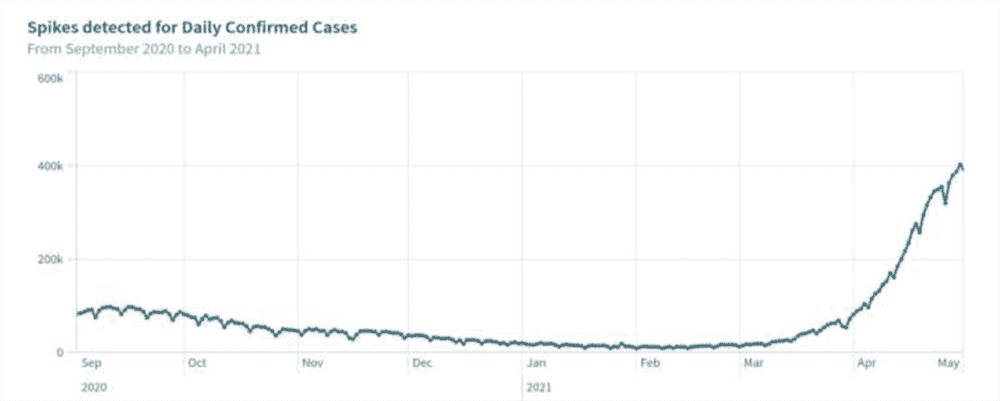 Spikes detected for Daily Confirmed Cases
From September 2020 to April 2021
600k
400k
200k
0
Sep Oct Nov Dec Jan Feb Mar Apr May
2020 2021